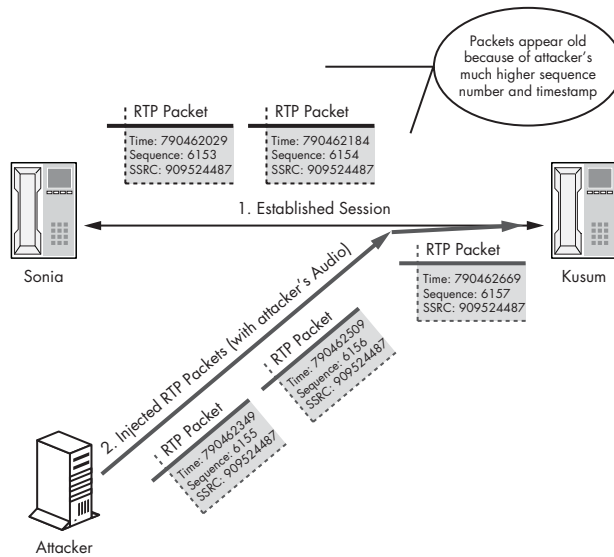 Packets appear old
because of attacker's
much higher sequence
number and timestamp
RTP Packet
Time: 790462029
Sequence: 6153
SSRC: 909524487
RTP Packet
Time: 790462184
Sequence: 6154
SSRC: 909524487
1. Established Session
Sonia
Kusum
RTP Packet
Time: 790462669
Sequence: 6157
SSRC: 909524487
2. Injected RTP Packets (with attacker's Audio)
RTP Packet
Time: 790462509
Sequence: 6156
SSRC: 909524487
RTP Packet
Time: 790462349
Sequence: 6155
SSRC: 909524487
Attacker